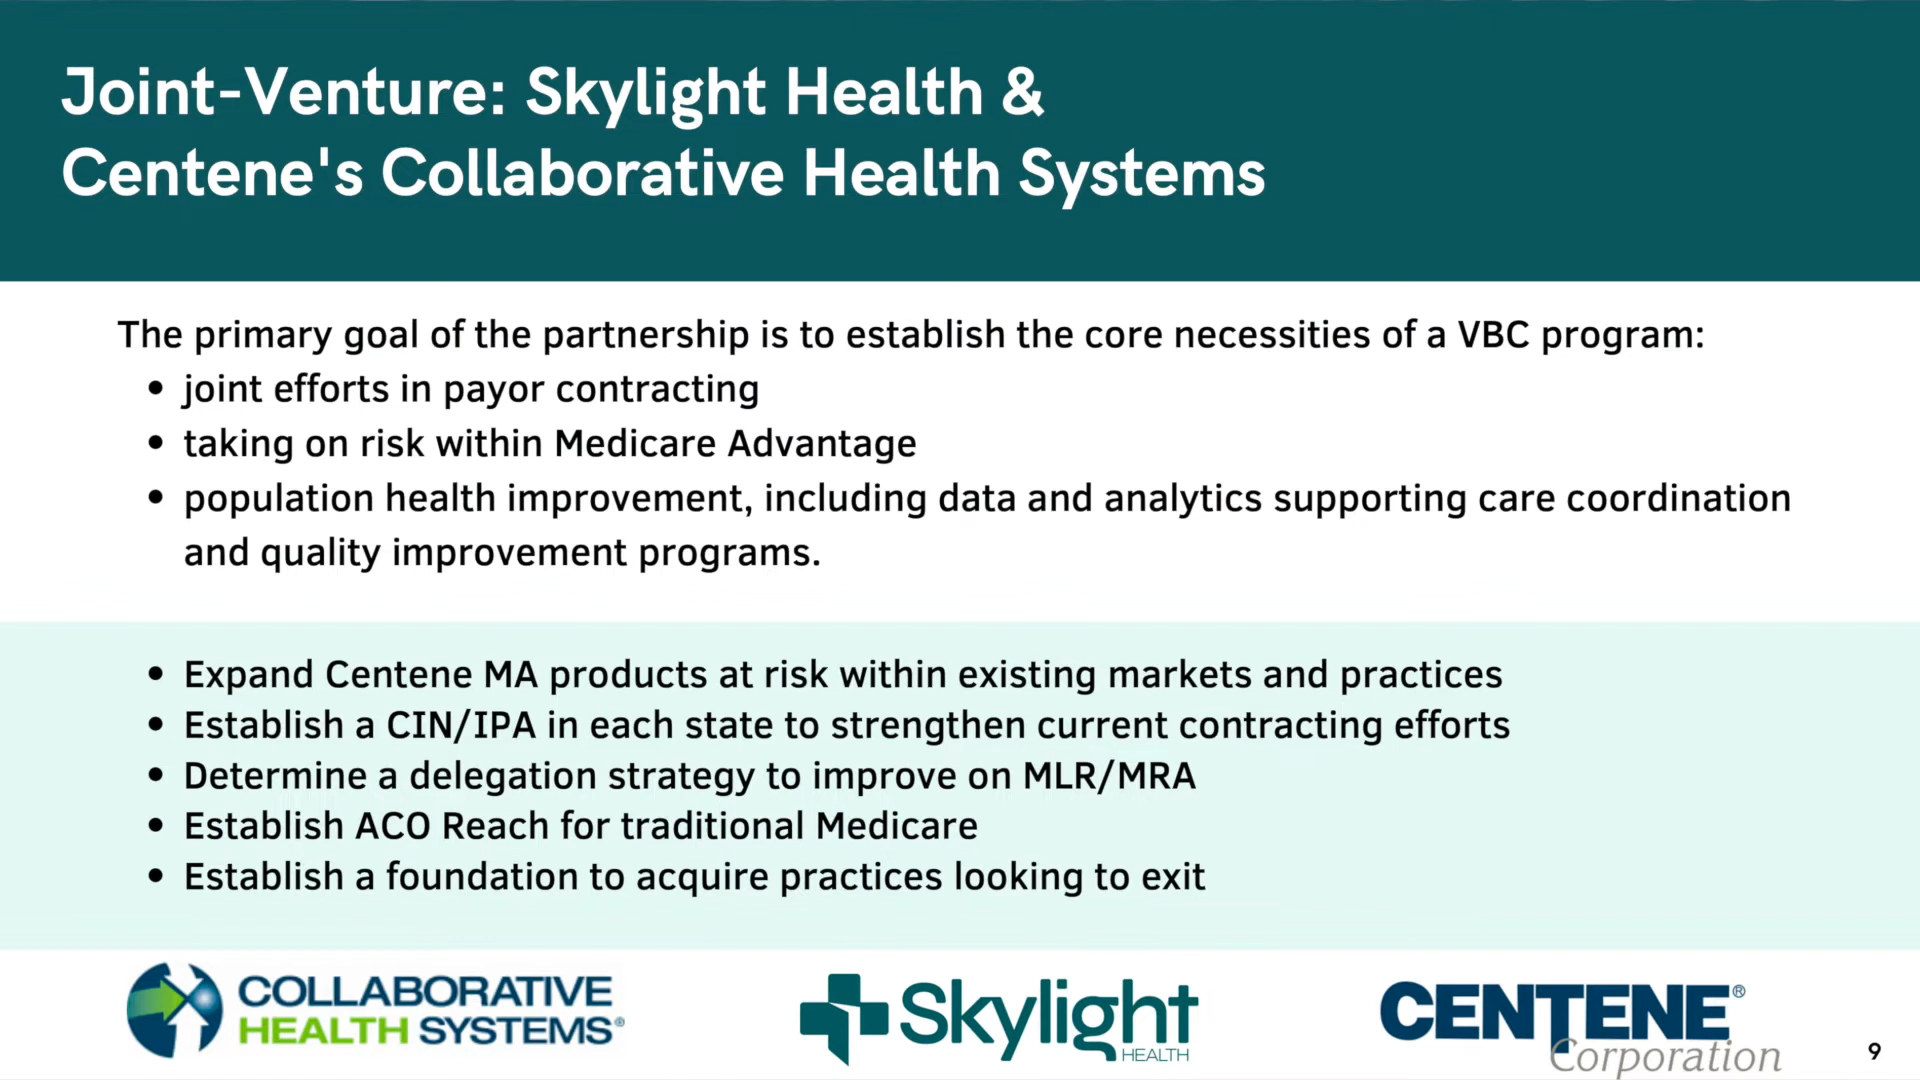 Joint-Venture: Skylight Health &
Centene's Collaborative Health Systems
The primary goal of the partnership is to establish the core necessities of a VBC program:
• joint efforts in payor contracting
• taking on risk within Medicare Advantage
• population health improvement, including data and analytics supporting care coordination
and quality improvement programs.
• Expand Centene MA products at risk within existing markets and practices
• Establish a CIN/IPA in each state to strengthen current contracting efforts
• Determine a delegation strategy to improve on MLR/MRA
• Establish ACO Reach for traditional Medicare
• Establish a foundation to acquire practices looking to exit
COLLABORATIVE
HEALTH SYSTEMS®
Skylight
HEALTH
CENTENE®
Corporation
9